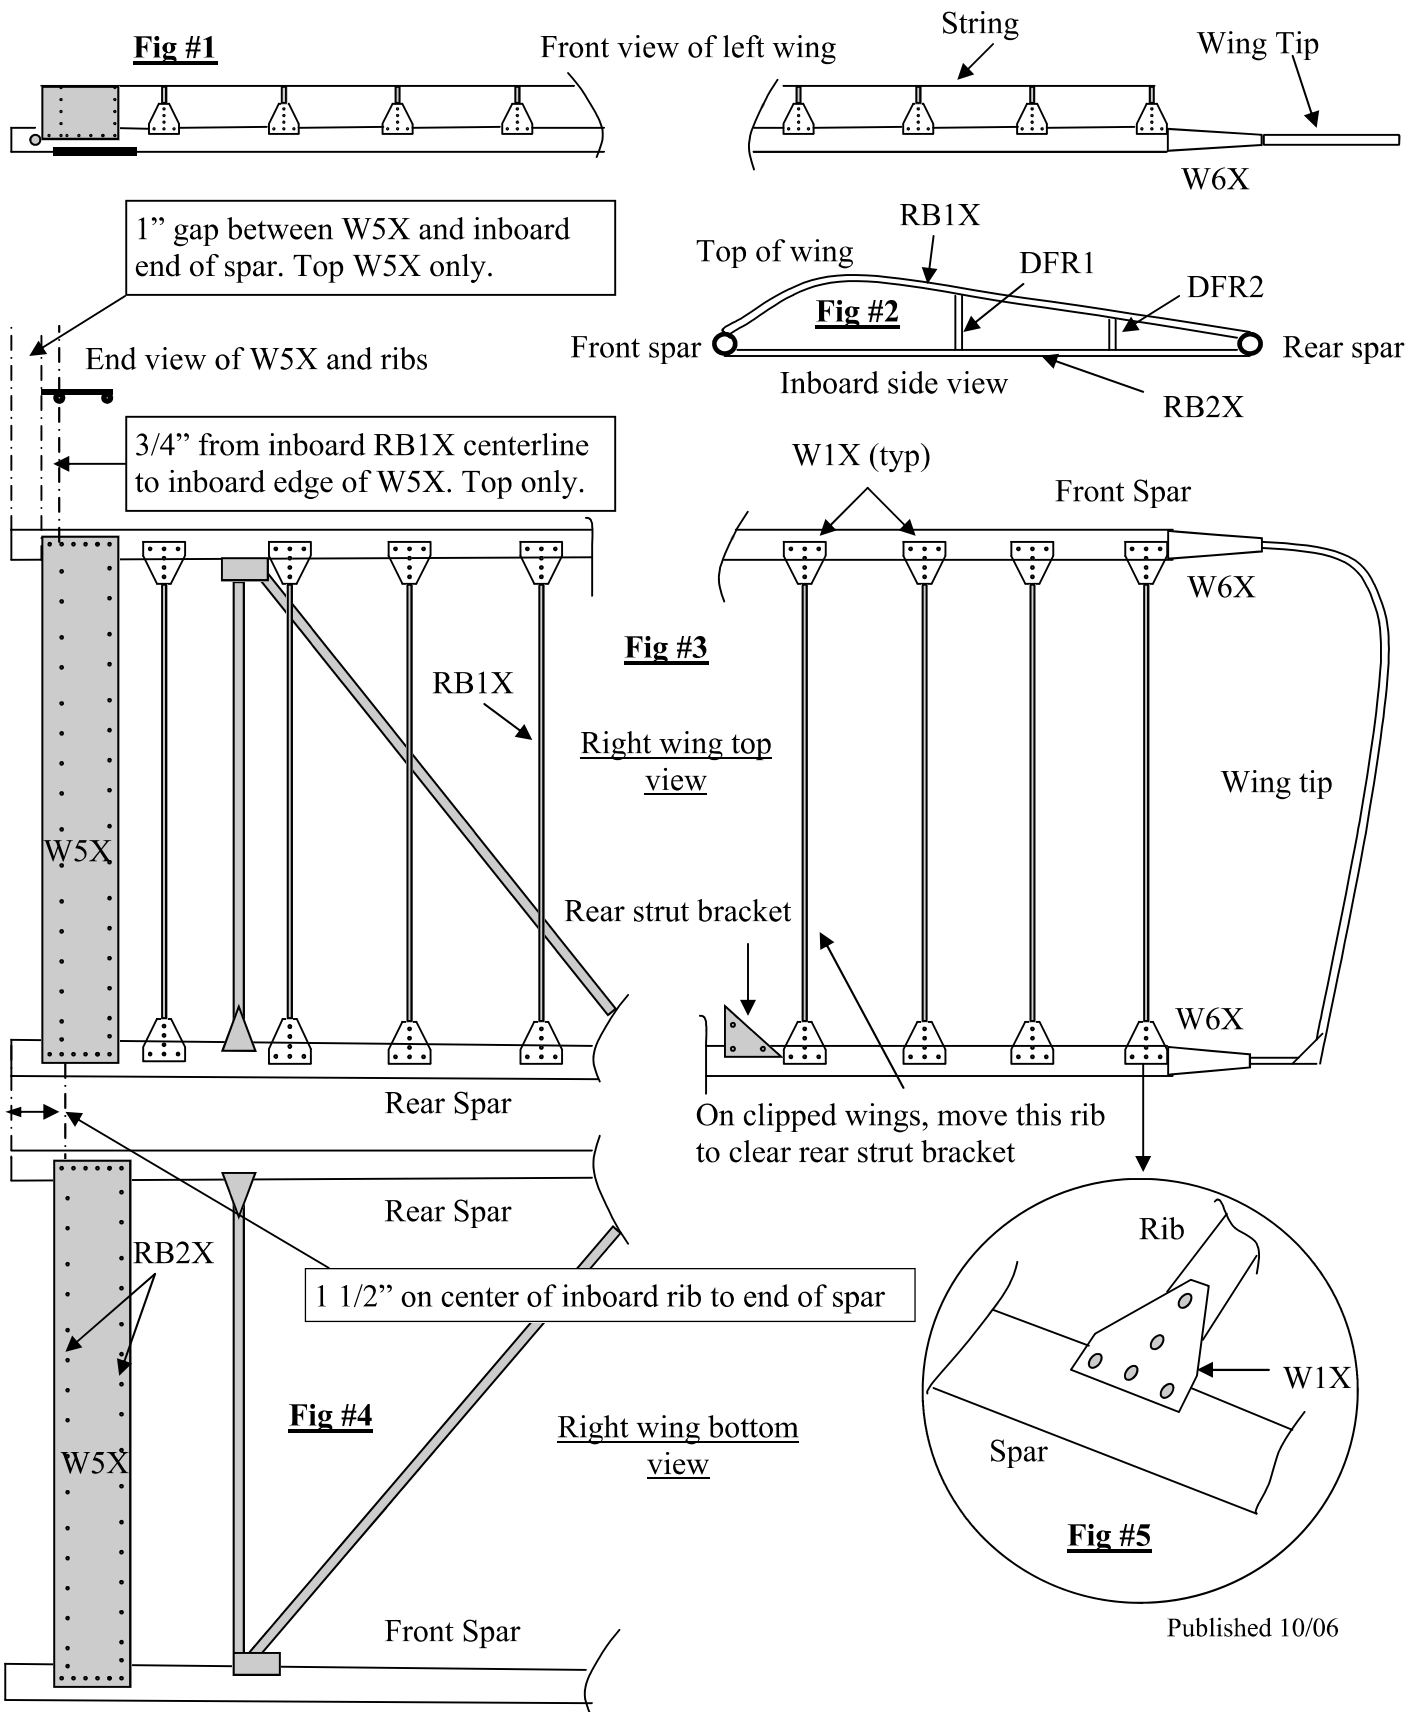 Fig #1
Front view of left wing
String
Wing Tip
W6X
1” gap between W5X and inboard
end of spar. Top W5X only.
RB1X
Top of wing
DFR1
DFR2
Fig #2
Front spar
Rear spar
Inboard side view
RB2X
End view of W5X and ribs
3/4” from inboard RB1X centerline
to inboard edge of W5X. Top only.
W1X (typ)
Front Spar
W6X
Fig #3
RB1X
Right wing top
view
Wing tip
W5X
Rear strut bracket
W6X
Rear Spar
On clipped wings, move this rib
to clear rear strut bracket
Rear Spar
RB2X
1 1/2” on center of inboard rib to end of spar
Rib
W1X
Spar
Fig #5
Fig #4
Right wing bottom
view
W5X
Front Spar
Published 10/06